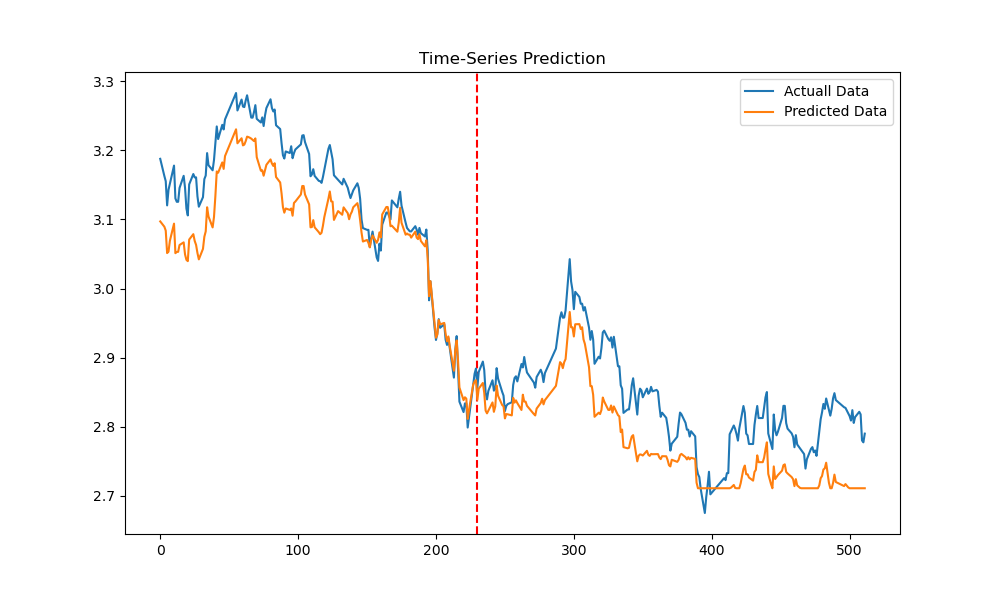 Time-Series Prediction
Actuall Data
Predicted Data
3.3
3.2
3.1
3.0
2.9
2.8
2.7
0 100 200 300 400 500